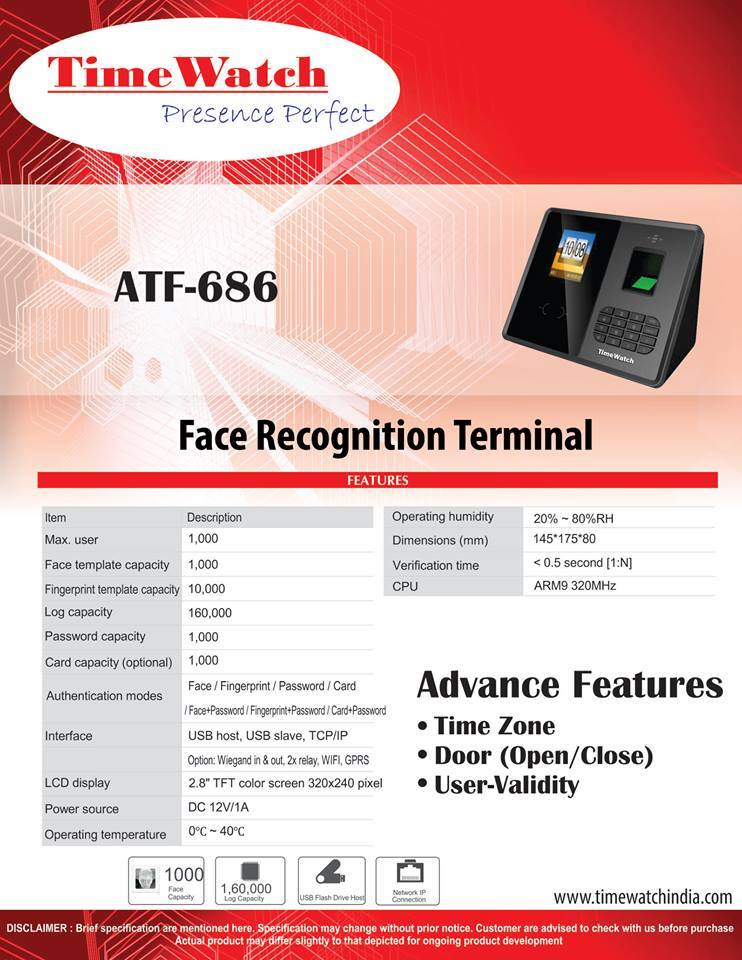 TimeWatch
Presence Perfect
ATF-686
10 08
TimeWatch
Face Recognition Terminal
FEATURES
Item Description
Max. user 1,000
Face template capacity 1,000
Fingerprint template capacity 10,000
Log capacity 160,000
Password capacity 1,000
Card capacity (optional) 1,000
Authentication modes Face / Fingerprint / Password / Card
/ Face+Password / Fingerprint+Password / Card+Password
Interface USB host, USB slave, TCP/IP
Option: Wiegand in & out, 2x relay, WIFI, GPRS
LCD display 2.8" TFT color screen 320x240 pixel
Power source DC 12V/1A
Operating temperature 0°C ~ 40°C
Operating humidity 20% ~ 80%RH
Dimensions (mm) 145*175*80
Verification time < 0.5 second [1:N]
CPU ARM9 320MHz
Advance Features
• Time Zone
• Door (Open/Close)
• User-Validity
1000
Face
Capacity
1,60,000
Log Capacity
USB Flash Drive Host
Network IP
Connection
www.timewatchindia.com
DISCLAIMER : Brief specification are mentioned here. Specification may change without prior notice. Customer are advised to check with us before purchase
Actual product may differ slightly to that depicted for ongoing product development